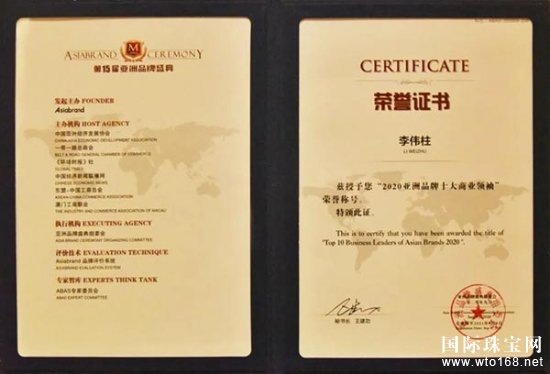 ASIABRAND CEREMONY
M
第15届亚洲品牌盛典
发起主办 FOUNDER
Asiabrand
主办机构 HOST AGENCY
中国亚洲经济发展协会
CHINA ASIA ECONOMIC DEVELOPMENT ASSOCIATION
一带一路总商会
BELT & ROAD GENERAL CHAMBER OF COMMERCE
《环球时报》社
GLOBAL TIMES
中国经济新闻联播网
CHINESE ECONOMIC NEWS
东盟-中国工商总会
ASEAN-CHINA COMMERCE ASSOCIATION
澳门工商联会
THE INDUSTRY AND COMMERCE ASSOCIATION OF MACAU
执行机构 EXECUTING AGENCY
亚洲品牌盛典组委会
ASIA BRAND CEREMONY ORGANIZING COMMITTEE
评价技术 EVALUATION TECHNIQUE
Asiabrand 品牌评价系统
ASIABRAND EVALUATION SYSTEM
专家智库 EXPERTS THINK TANK
ABAS专家委员会
ABAS EXPERT COMMITTEE
CERTIFICATE
荣誉证书
李伟柱
LI WEIZHU
兹授予您“2020亚洲品牌十大商业领袖”
荣誉称号。
特颁此证。
This is to certify that you have been awarded the title of
"Top 10 Business Leaders of Asian Brands 2020".
秘书长 王建功
国际珠宝网
www.wto168.net